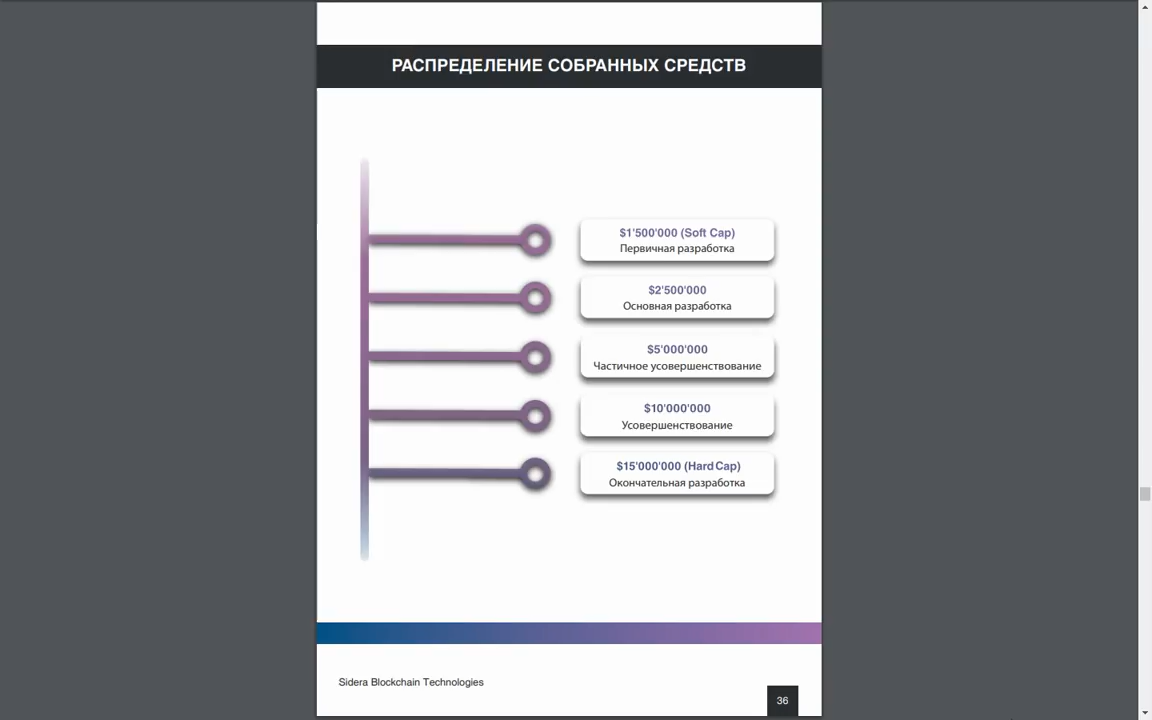 РАСПРЕДЕЛЕНИЕ СОБРАННЫХ СРЕДСТВ
$1'500'000 (Soft Cap)
Первичная разработка
$2'500'000
Основная разработка
$5'000'000
Частичное усовершенствование
$10'000'000
Усовершенствование
$15'000'000 (Hard Cap)
Окончательная разработка
Sidera Blockchain Technologies
36